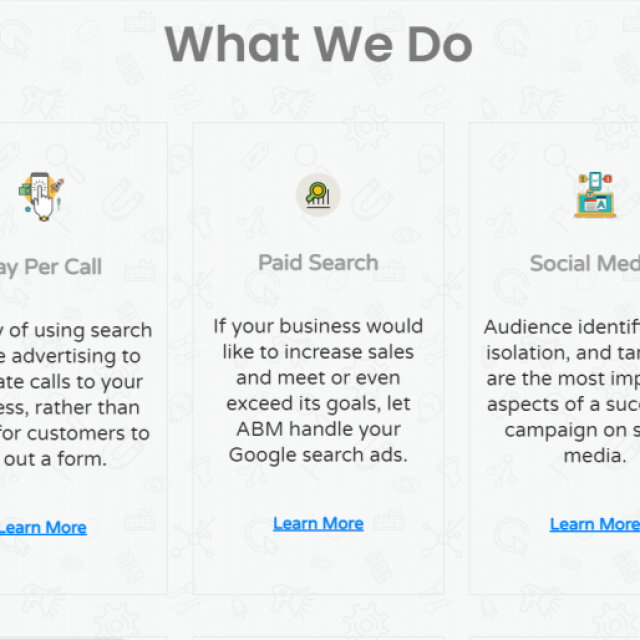 What We Do
ay Per Call
y of using search
e advertising to
ate calls to your
ess, rather than
for customers to
out a form.
Learn More
Paid Search
If your business would
like to increase sales
and meet or even
exceed its goals, let
ABM handle your
Google search ads.
Learn More
Social Med
Audience identif
isolation, and tar
are the most imp
aspects of a suc
campaign on s
media.
Learn More